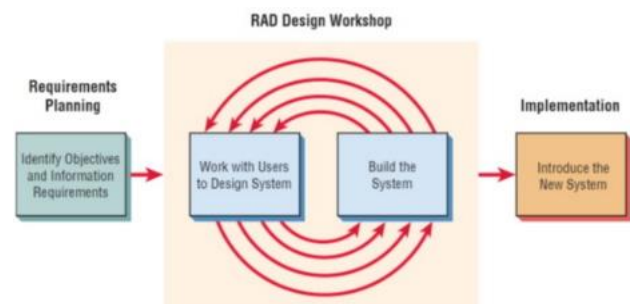 RAD Design Workshop
Requirements
Planning
Identify Objectives
and Information
Requirements
Work with Users
to Design System
Build the
System
Implementation
Introduce the
New System